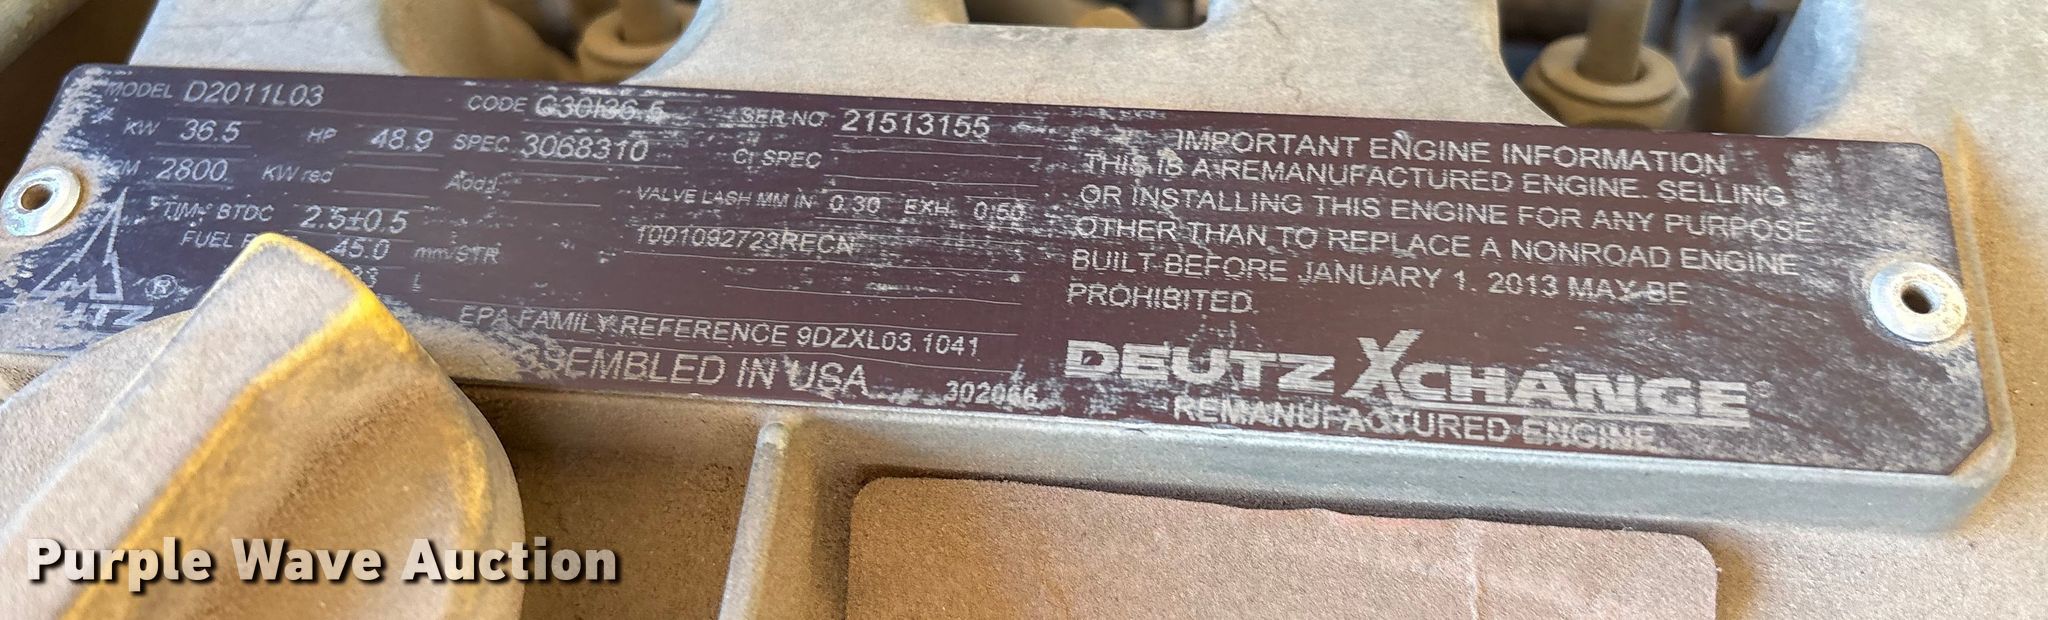 MODEL D2011L03 CODE G30I36.5 SER NO 21513155
KW 36.5 HP 48.9 SPEC 3068310 CI SPEC
2800 KW red Add'l VALVE LASH MM IN 0.30 EXH 0.50
TIM- BTDC 2.5±0.5 1001092723RECN
FUEL 45.0 mm/STR
L
®
EPA FAMILY REFERENCE 9DZXL03.1041
ASSEMBLED IN USA 302066
IMPORTANT ENGINE INFORMATION
THIS IS A REMANUFACTURED ENGINE. SELLING
OR INSTALLING THIS ENGINE FOR ANY PURPOSE
OTHER THAN TO REPLACE A NONROAD ENGINE
BUILT BEFORE JANUARY 1, 2013 MAY BE
PROHIBITED.
DEUTZ XCHANGE
REMANUFACTURED ENGINE
Purple Wave Auction